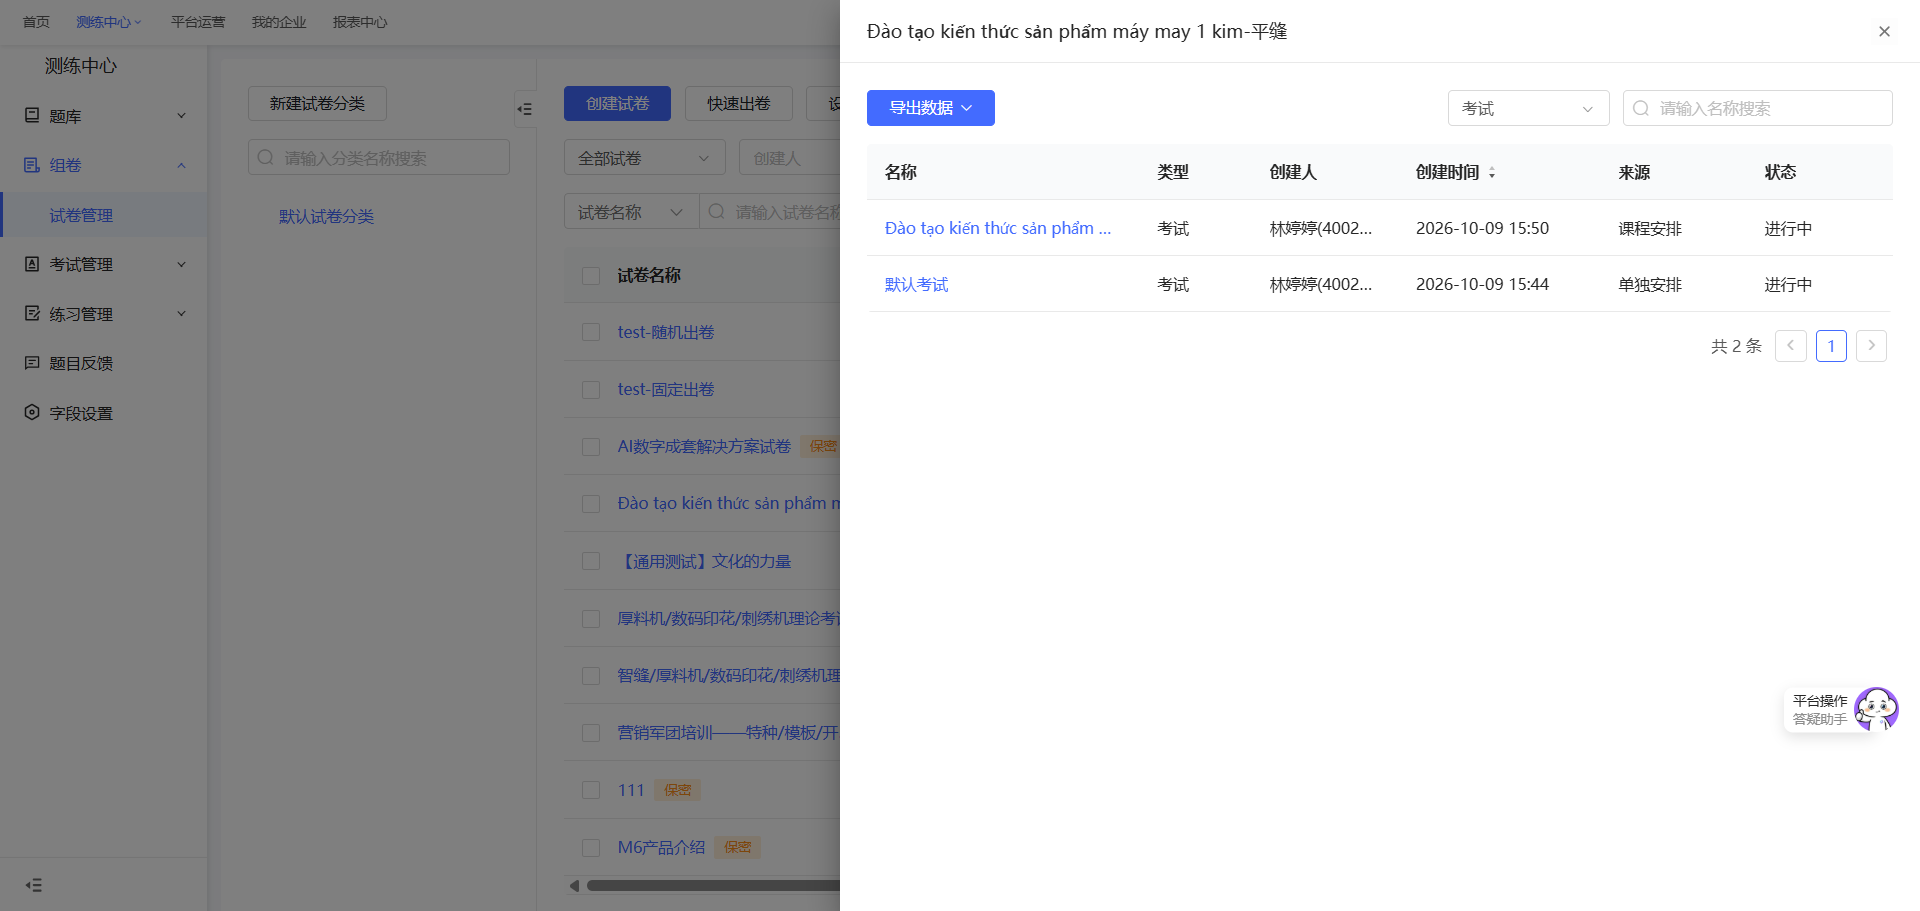 首页 测练中心 平台运营 我的企业 报表中心
测练中心
题库
组卷
试卷管理
考试管理
练习管理
题目反馈
字段设置
新建试卷分类
请输入分类名称搜索
默认试卷分类
创建试卷 快速出卷
全部试卷 创建人
试卷名称 请输入试卷名称
试卷名称
test-随机出卷
test-固定出卷
AI数字成套解决方案试卷 保密
Đào tạo kiến thức sản phẩm
【通用测试】文化的力量
厚料机/数码印花/刺绣机理论考
智缝/厚料机/数码印花/刺绣机理
营销军团培训——特种/模板/开
111 保密
M6产品介绍 保密
Đào tạo kiến thức sản phẩm máy may 1 kim-平缝
导出数据 考试 请输入名称搜索
名称 类型 创建人 创建时间 来源 状态
Đào tạo kiến thức sản phẩm ... 考试 林婷婷(4002... 2026-10-09 15:50 课程安排 进行中
默认考试 考试 林婷婷(4002... 2026-10-09 15:44 单独安排 进行中
共 2 条 1
平台操作
答疑助手